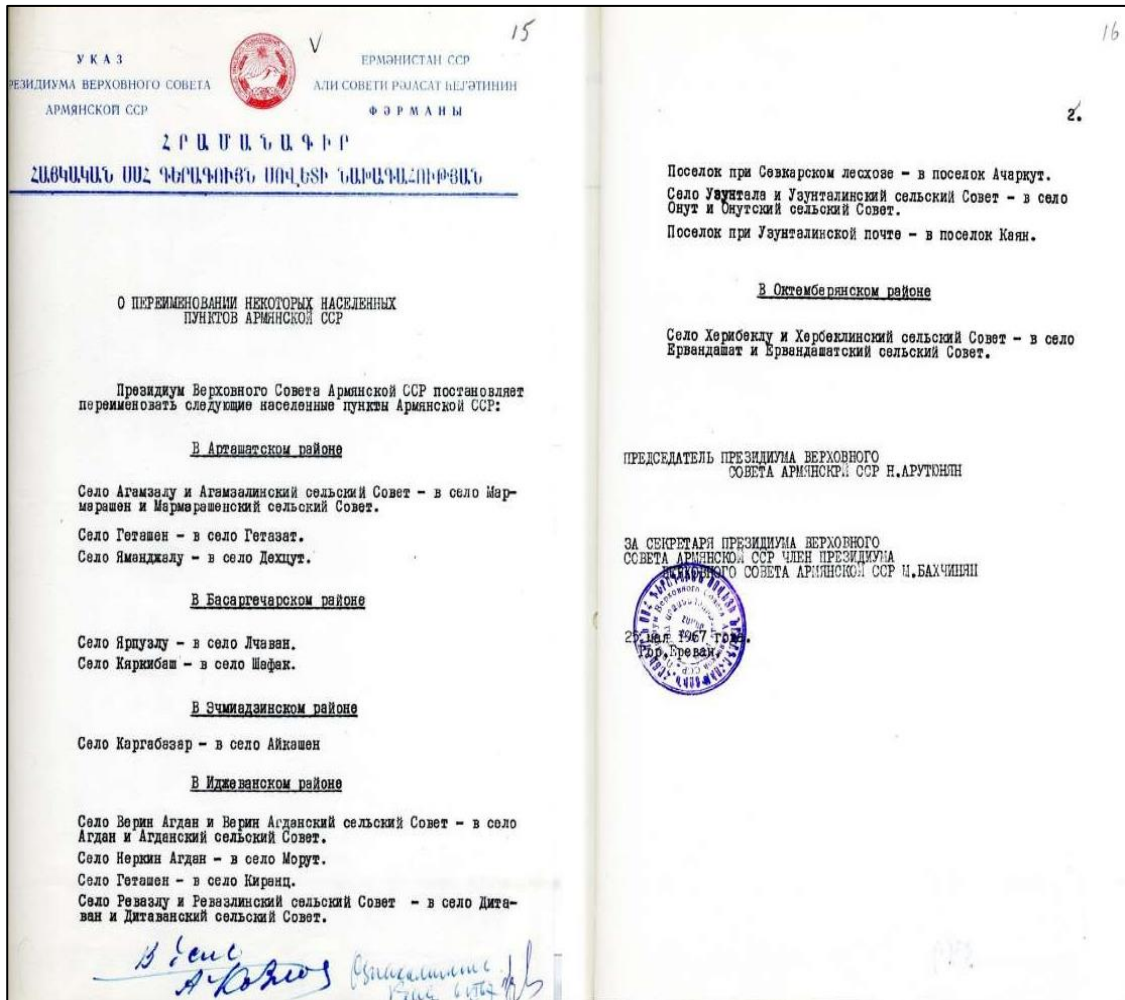 15
V
УКАЗ
РЕЗИДИУМА ВЕРХОВНОГО СОВЕТА
АРМЯНСКОЙ ССР
ЕРМӘНИСТАН ССР
АЛИ СОВЕТИ РӘЈАСАТ ҺЕЈ'ӘТИНИН
ФӘРМАНЫ
ՀՐԱՄԱՆԱԳԻՐ
ՀԱՅԿԱԿԱՆ ՍՍՀ ԳԵՐԱԳՈՒՅՆ ՍՈՎԵՏԻ ՆԱԽԱԳԱՀՈՒԹՅԱՆ
О ПЕРЕИМЕНОВАНИИ НЕКОТОРЫХ НАСЕЛЕННЫХ
ПУНКТОВ АРМЯНСКОЙ ССР
Президиум Верховного Совета Армянской ССР постановляет
переименовать следующие населенные пункты Армянской ССР:
В Арташатском районе
Село Агамзалу и Агамзалинский сельский Совет – в село Мар-
марашен и Мармарашенский сельский Совет.
Село Геташен – в село Гетазат.
Село Яманджалу – в село Дехцут.
В Басаргечарском районе
Село Ярпузлу – в село Лчаван.
Село Кяркибаш – в село Шафак.
В Эчмиадзинском районе
Село Каргабазар – в село Айкашен
В Иджеванском районе
Село Верин Агдан и Верин Агданский сельский Совет – в село
Агдан и Агданский сельский Совет.
Село Неркин Агдан – в село Морут.
Село Геташен – в село Киранц.
Село Ревазлу и Ревазлинский сельский Совет – в село Дита-
ван и Дитаванский сельский Совет.
16
2.
Поселок при Севкарском лесхозе – в поселок Ачаркут.
Село Узунтала и Узунталинский сельский Совет – в село
Онут и Онутский сельский Совет.
Поселок при Узунталинской почте – в поселок Каян.
В Октемберянском районе
Село Херибеклу и Хербеклинский сельский Совет – в село
Ервандашат и Ервандашатский сельский Совет.
ПРЕДСЕДАТЕЛЬ ПРЕЗИДИУМА ВЕРХОВНОГО
СОВЕТА АРМЯНСКРЙ ССР Н.АРУТЮНЯН
ЗА СЕКРЕТАРЯ ПРЕЗИДИУМА ВЕРХОВНОГО
СОВЕТА АРМЯНСКОЙ ССР ЧЛЕН ПРЕЗИДИУМА
ВЕРХОВНОГО СОВЕТА АРМЯНСКОЙ ССР М.БАХЧИНЯН
25 мая 1967 года.
Гор.Ереван.